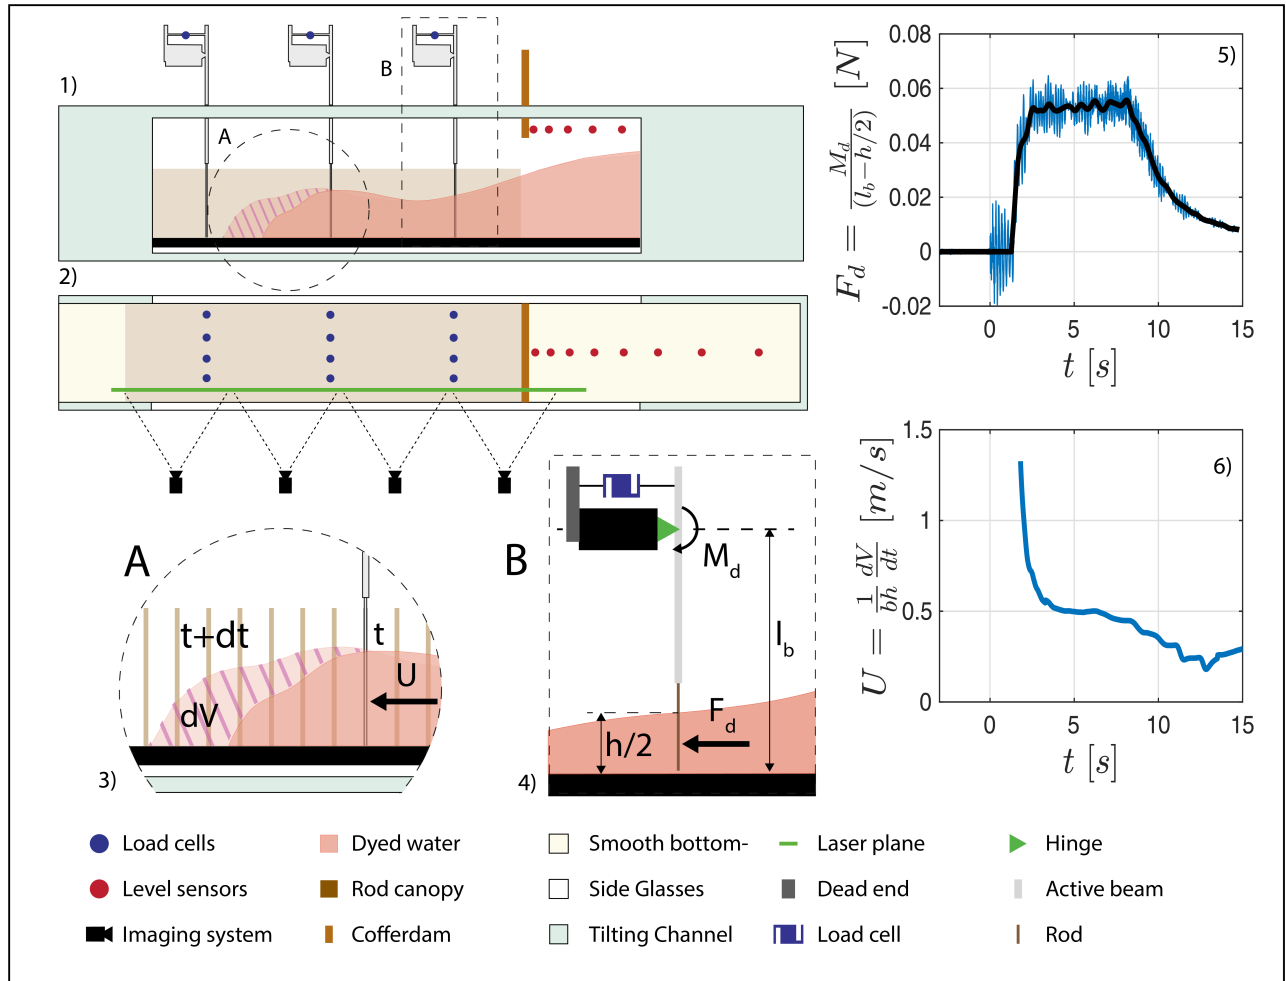 1)
A
B
2)
A
t+dt
t
U
dV
3)
B
M_d
l_b
F_d
h/2
4)
F_d = \frac{M_d}{(l_b-h/2)} [N]
5)
0.08
0.06
0.04
0.02
0
-0.02
0 5 10 15
t [s]
U = \frac{1}{bh} \frac{dV}{dt} [m/s]
6)
1.5
1
0.5
0
0 5 10 15
t [s]
Load cells
Dyed water
Smooth bottom-
Laser plane
Hinge
Level sensors
Rod canopy
Side Glasses
Dead end
Active beam
Imaging system
Cofferdam
Tilting Channel
Load cell
Rod